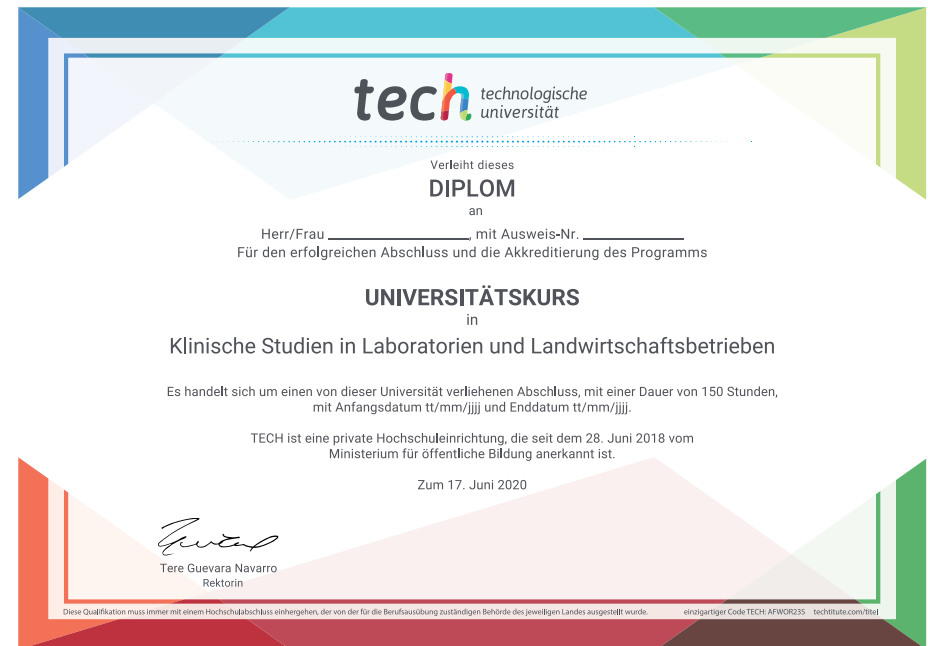 tech technologische
universität
Verleiht dieses
DIPLOM
an
Herr/Frau ______________, mit Ausweis-Nr. __________
Für den erfolgreichen Abschluss und die Akkreditierung des Programms
UNIVERSITÄTSKURS
in
Klinische Studien in Laboratorien und Landwirtschaftsbetrieben
Es handelt sich um einen von dieser Universität verliehenen Abschluss, mit einer Dauer von 150 Stunden,
mit Anfangsdatum tt/mm/jjjj und Enddatum tt/mm/jjjj.
TECH ist eine private Hochschuleinrichtung, die seit dem 28. Juni 2018 vom
Ministerium für öffentliche Bildung anerkannt ist.
Zum 17. Juni 2020
Tere Guevara Navarro
Rektorin
Diese Qualifikation muss immer mit einem Hochschulabschluss einhergehen, der von der für die Berufsausübung zuständigen Behörde des jeweiligen Landes ausgestellt wurde. einzigartiger Code TECH: AFWOR23S techtitute.com/titel